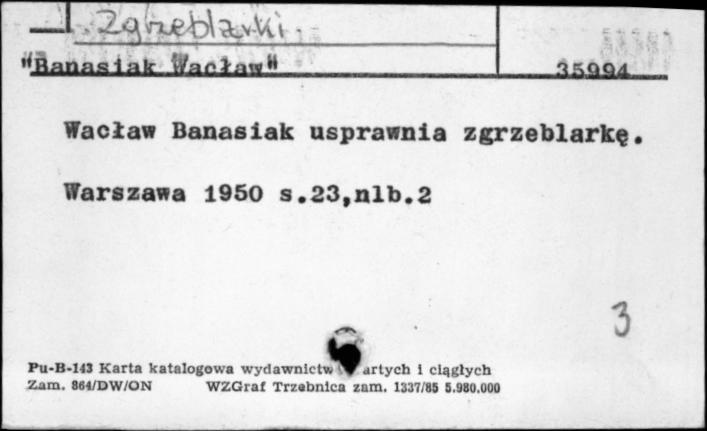 Zgrzeblarki
"Banasiak Wacław" 35994
Wacław Banasiak usprawnia zgrzeblarkę.
Warszawa 1950 s.23,nlb.2
3
Pu-B-143 Karta katalogowa wydawnictw artych i ciągłych
Zam. 864/DW/ON WZGraf Trzebnica zam. 1337/85 5.980.000